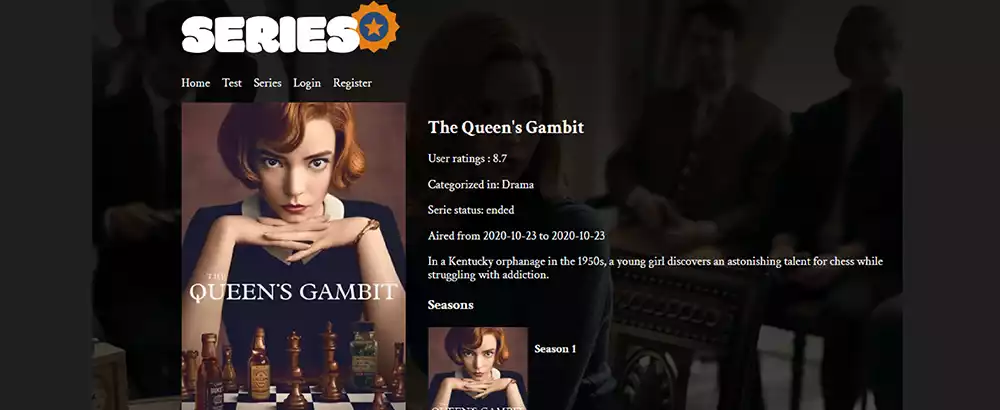 SERIES
Home Test Series Login Register
The Queen's Gambit
User ratings : 8.7
Categorized in: Drama
Serie status: ended
Aired from 2020-10-23 to 2020-10-23
In a Kentucky orphanage in the 1950s, a young girl discovers an astonishing talent for chess while
struggling with addiction.
Seasons
Season 1
THE
QUEEN'S GAMBIT
QUEEN'S GAMBIT